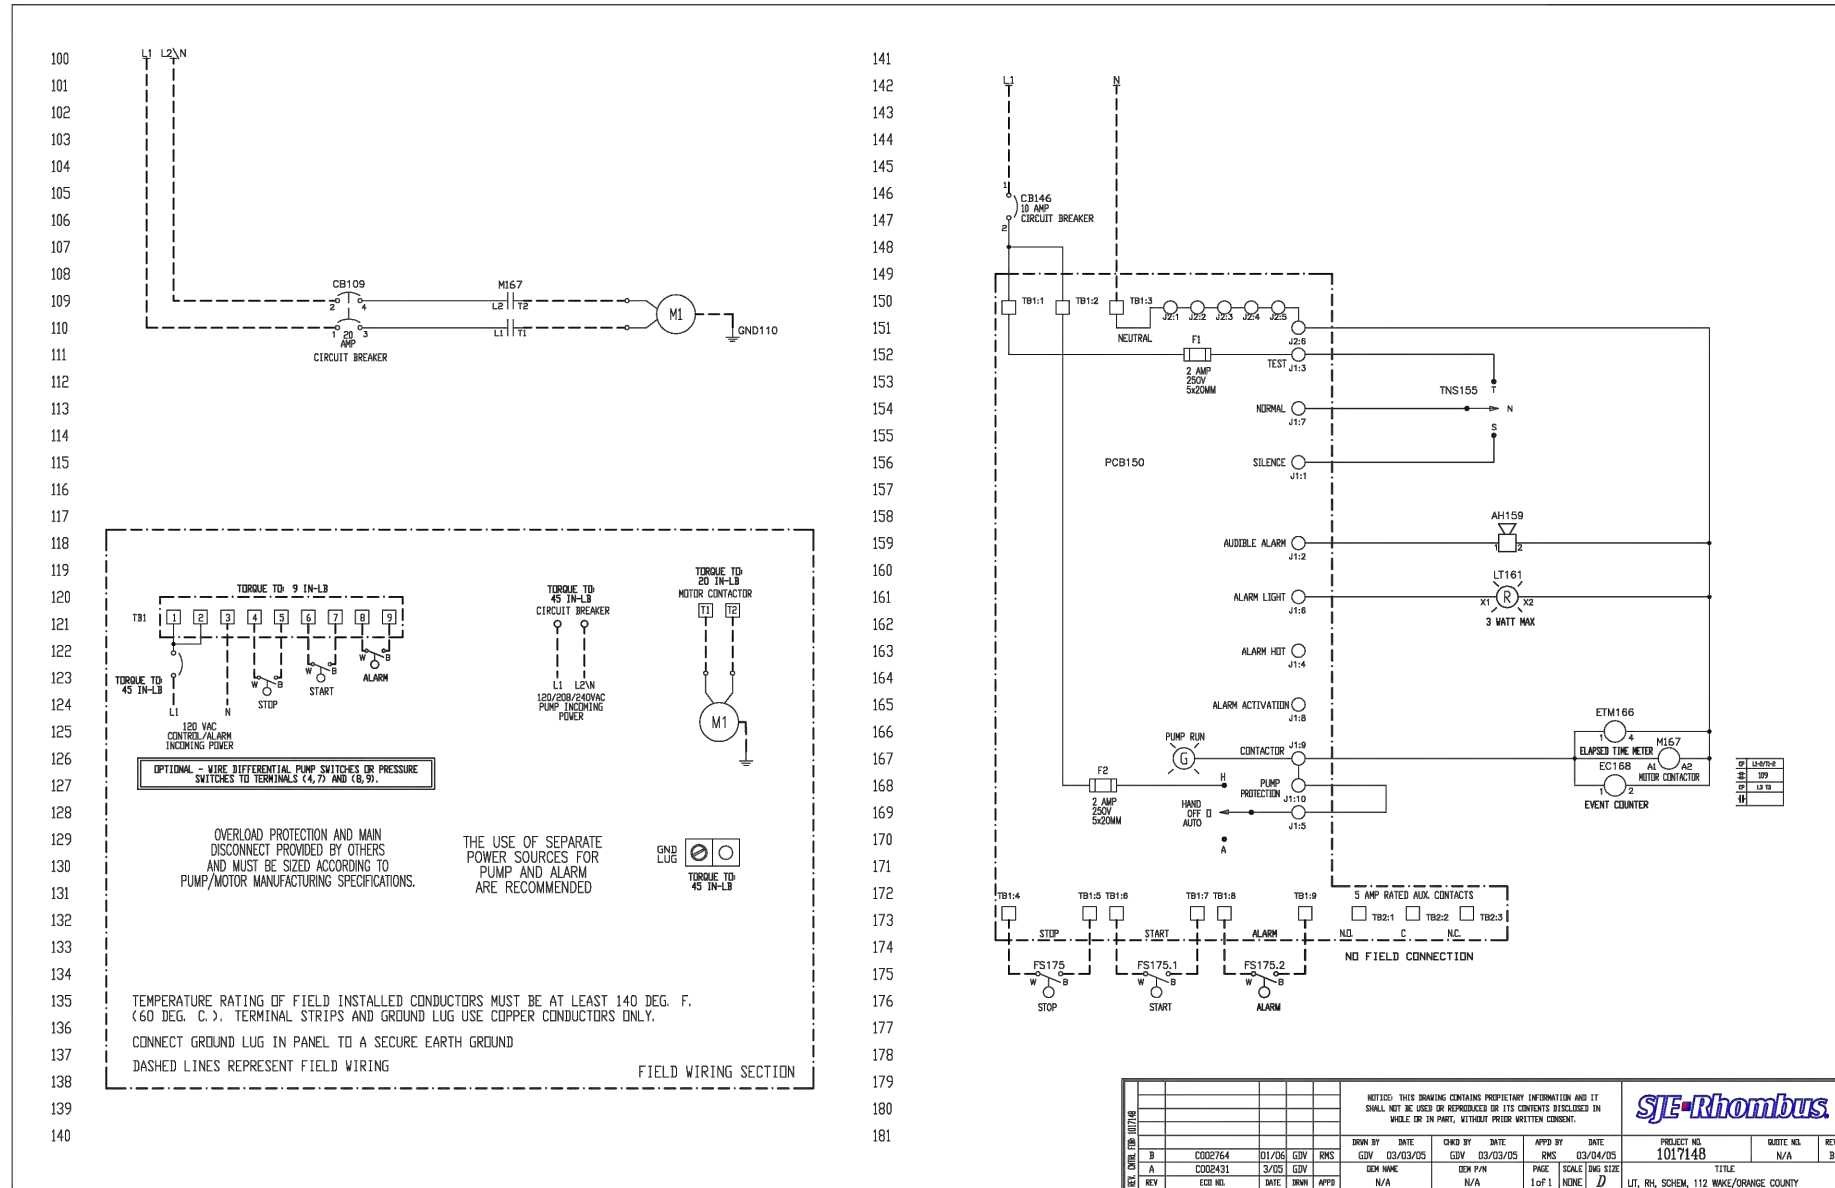 100
101
102
103
104
105
106
107
108
109
110
111
112
113
114
115
116
117
118
119
120
121
122
123
124
125
126
127
128
129
130
131
132
133
134
135
136
137
138
139
140
L1 L2\N
CB109
2 4
1 20 3
AMP
CIRCUIT BREAKER
M167
L2 T2
L1 T1
M1
GND110
TORQUE TO: 9 IN-LB
TB1 1 2 3 4 5 6 7 8 9
W B
STOP
W B
START
W B
ALARM
TORQUE TO:
45 IN-LB
L1 N
120 VAC
CONTROL/ALARM
INCOMING POWER
TORQUE TO:
45 IN-LB
CIRCUIT BREAKER
L1 L2\N
120/208/240VAC
PUMP INCOMING
POWER
TORQUE TO:
20 IN-LB
MOTOR CONTACTOR
T1 T2
M1
OPTIONAL - WIRE DIFFERENTIAL PUMP SWITCHES OR PRESSURE
SWITCHES TO TERMINALS (4,7) AND (8,9).
OVERLOAD PROTECTION AND MAIN
DISCONNECT PROVIDED BY OTHERS
AND MUST BE SIZED ACCORDING TO
PUMP/MOTOR MANUFACTURING SPECIFICATIONS.
THE USE OF SEPARATE
POWER SOURCES FOR
PUMP AND ALARM
ARE RECOMMENDED
GND
LUG
TORQUE TO:
45 IN-LB
TEMPERATURE RATING OF FIELD INSTALLED CONDUCTORS MUST BE AT LEAST 140 DEG. F.
(60 DEG. C.). TERMINAL STRIPS AND GROUND LUG USE COPPER CONDUCTORS ONLY.
CONNECT GROUND LUG IN PANEL TO A SECURE EARTH GROUND
DASHED LINES REPRESENT FIELD WIRING
FIELD WIRING SECTION
141
142
143
144
145
146
147
148
149
150
151
152
153
154
155
156
157
158
159
160
161
162
163
164
165
166
167
168
169
170
171
172
173
174
175
176
177
178
179
180
181
L1 N
1
CB146
10 AMP
CIRCUIT BREAKER
2
TB1:1 TB1:2 TB1:3
J2:1 J2:2 J2:3 J2:4 J2:5
J2:6
NEUTRAL
F1
2 AMP
250V
5x20MM
TEST
J1:3
TNS155
T
N
S
NORMAL
J1:7
PCB150
SILENCE
J1:1
AH159
1 2
AUDIBLE ALARM
J1:2
LT161
X1 R X2
3 WATT MAX
ALARM LIGHT
J1:6
ALARM HOT
J1:4
ALARM ACTIVATION
J1:8
PUMP RUN
G
CONTACTOR
J1:9
F2
2 AMP
250V
5x20MM
H
PUMP
PROTECTION
J1:10
HAND
OFF O
AUTO
J1:5
A
ETM166
1 4
ELAPSED TIME METER
M167
A1 A2
MOTOR CONTACTOR
EC168
1 2
EVENT COUNTER
109
TB1:4 TB1:5 TB1:6 TB1:7 TB1:8 TB1:9
STOP START ALARM
5 AMP RATED AUX. CONTACTS
TB2:1 TB2:2 TB2:3
N.O. C N.C.
NO FIELD CONNECTION
FS175
W B
STOP
FS175.1
W B
START
FS175.2
W B
ALARM
NOTICE: THIS DRAWING CONTAINS PROPIETARY INFORMATION AND IT
SHALL NOT BE USED OR REPRODUCED OR ITS CONTENTS DISCLOSED IN
WHOLE OR IN PART, WITHOUT PRIOR WRITTEN CONSENT.
SJE Rhombus
DRWN BY DATE CHKD BY DATE APPD BY DATE PROJECT NO. QUOTE NO. REV
B C002764 01/06 GDV RMS GDV 03/03/05 GDV 03/03/05 RMS 03/04/05 1017148 N/A B
A C002431 3/05 GDV OEM NAME OEM P/N PAGE SCALE DWG SIZE TITLE
REV ECO NO. DATE DRWN APPD N/A N/A 1of1 NONE D LIT, RH, SCHEM, 112 WAKE/ORANGE COUNTY